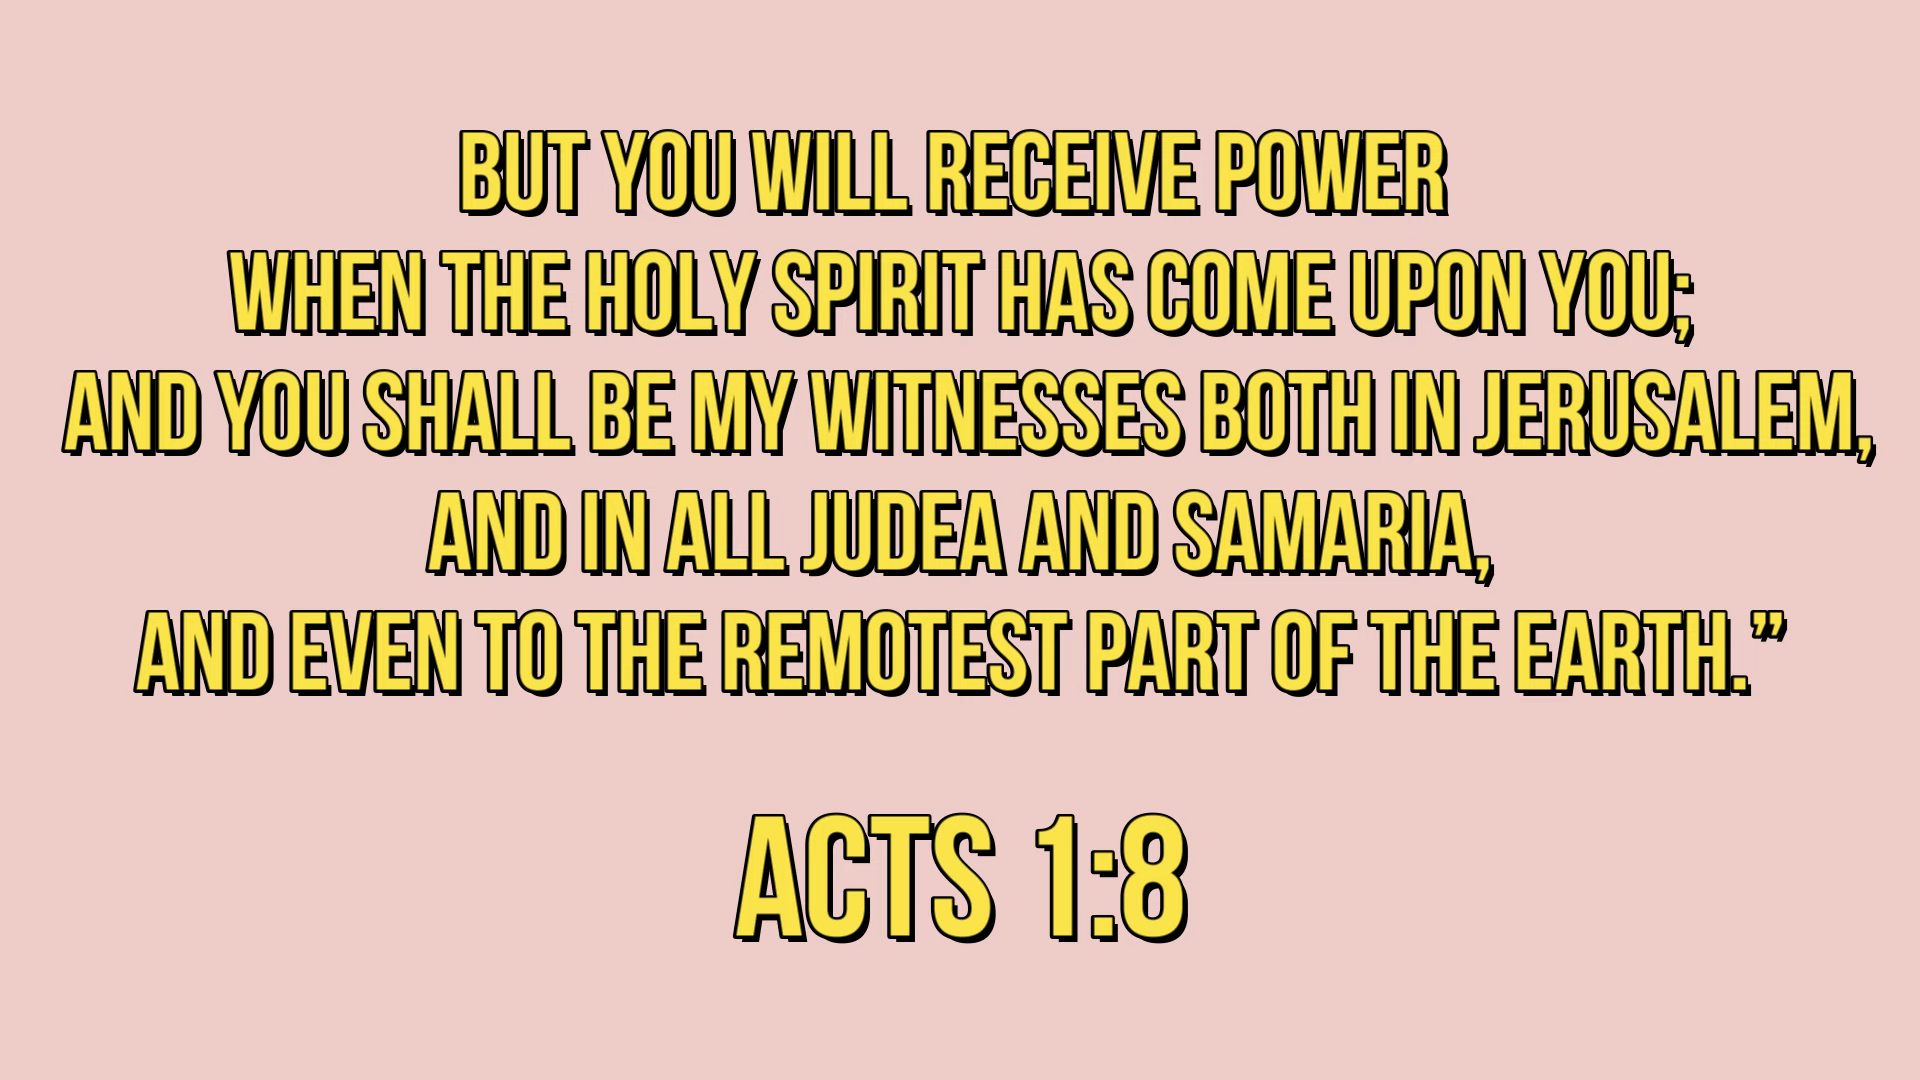 BUT YOU WILL RECEIVE POWER
WHEN THE HOLY SPIRIT HAS COME UPON YOU;
AND YOU SHALL BE MY WITNESSES BOTH IN JERUSALEM,
AND IN ALL JUDEA AND SAMARIA,
AND EVEN TO THE REMOTEST PART OF THE EARTH.”
ACTS 1:8